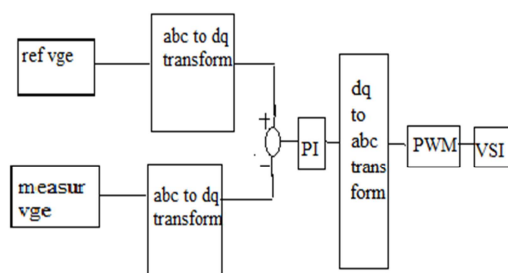 ref vge
abc to dq
transform
+
-
PI
dq
to
abc
trans
form
PWM
VSI
measur
vge
abc to dq
transform